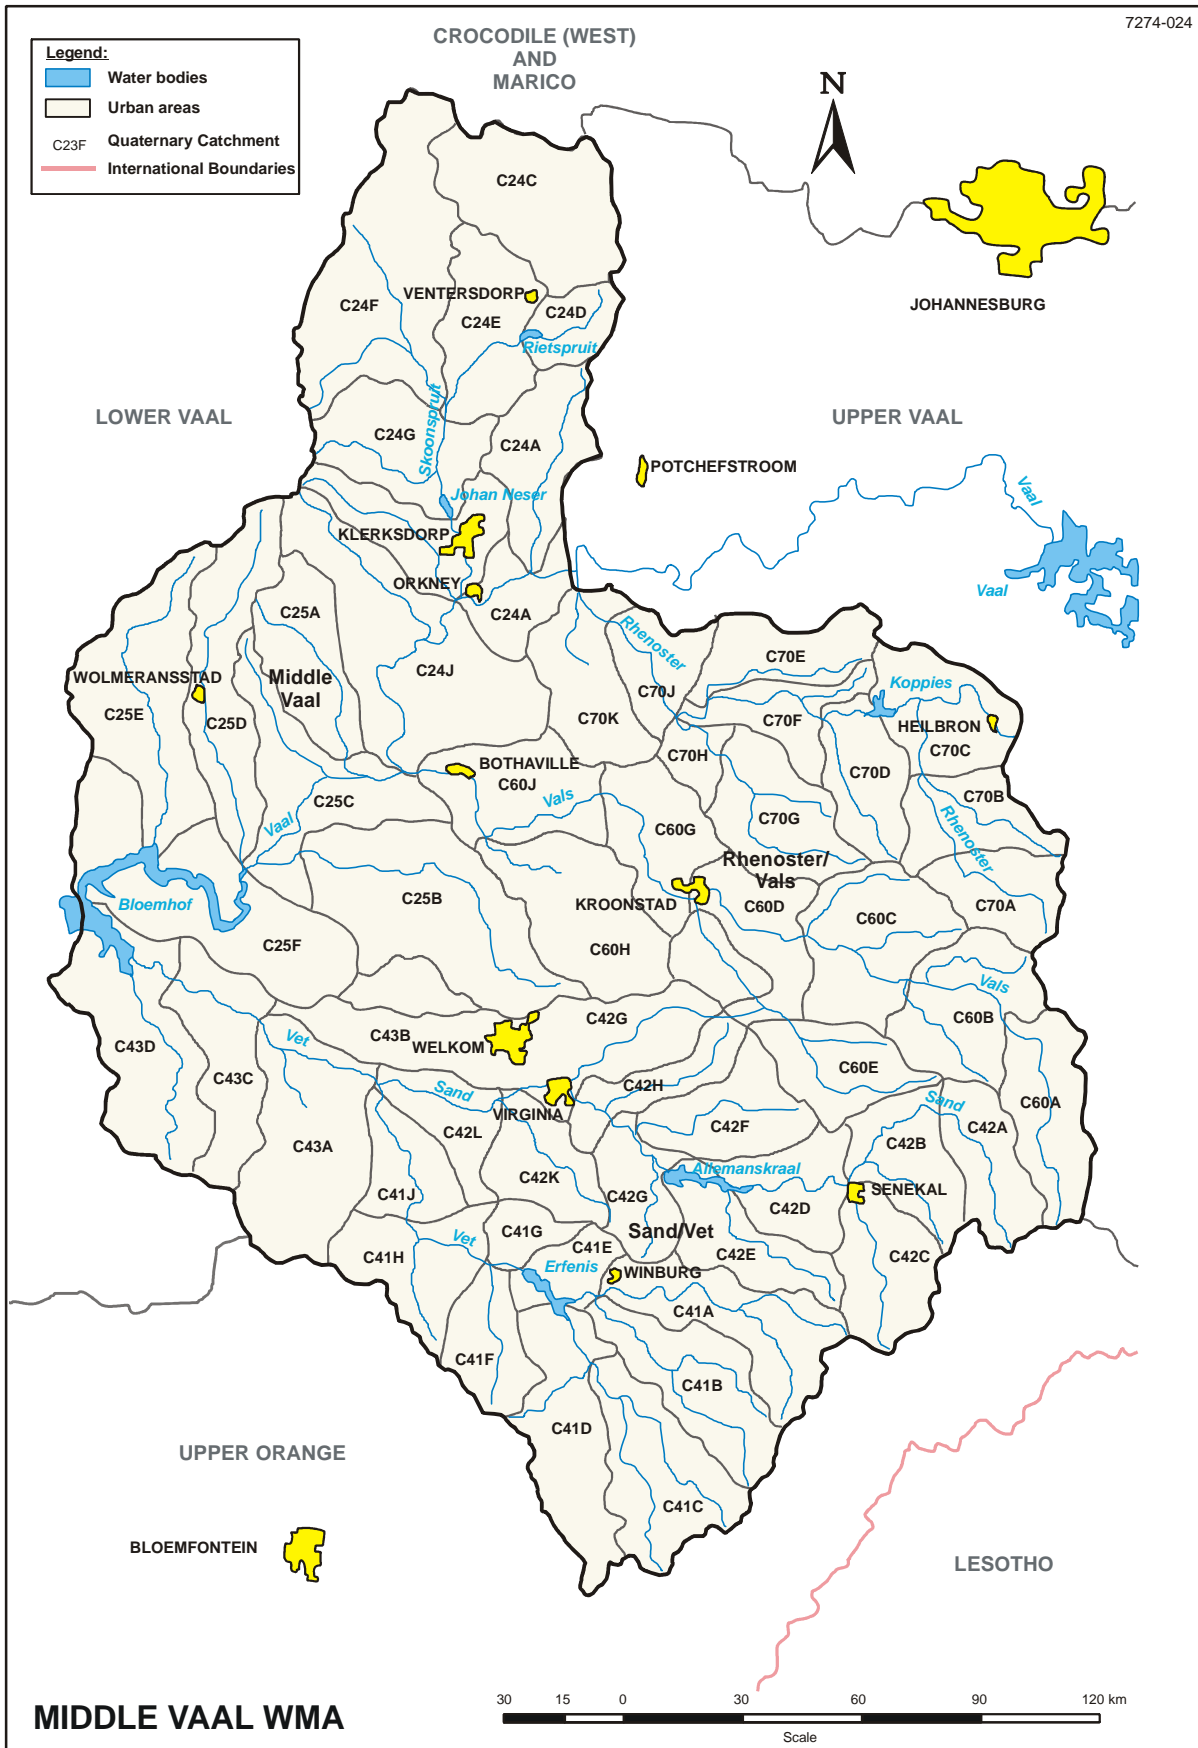 7274-024
CROCODILE (WEST)
AND
MARICO
Legend:
Water bodies
Urban areas
C23F Quaternary Catchment
International Boundaries
N
C24C
JOHANNESBURG
C24F
VENTERSDORP
C24D
C24E
Rietspruit
LOWER VAAL
UPPER VAAL
Skoonspruit
C24G
C24A
POTCHEFSTROOM
Johan Neser
Vaal
KLERKSDORP
ORKNEY
Vaal
C25A
C24A
Rhenoster
C70E
WOLMERANSSTAD
Middle
Vaal
C24J
C70J
Koppies
C25E
C25D
C70K
C70F
HEILBRON
C70C
C70H
C70D
BOTHAVILLE
C60J
C25C
Vals
C70B
Vaal
C60G
C70G
Rhenoster
Rhenoster/
Vals
Bloemhof
C25B
KROONSTAD
C60D
C60C
C70A
C25F
C60H
Vals
C42G
C60B
C43B
WELKOM
Vet
C43D
C43C
Sand
C42H
C60E
Sand
C60A
VIRGINIA
C42F
C42A
C42L
C42B
C43A
Allemanskraal
C42K
C41J
C42G
SENEKAL
C42D
C41G
Sand/Vet
Vet
C41E
C42E
C42C
C41H
Erfenis
WINBURG
C41A
C41F
C41B
C41D
UPPER ORANGE
C41C
BLOEMFONTEIN
LESOTHO
MIDDLE VAAL WMA
30 15 0 30 60 90 120 km
Scale